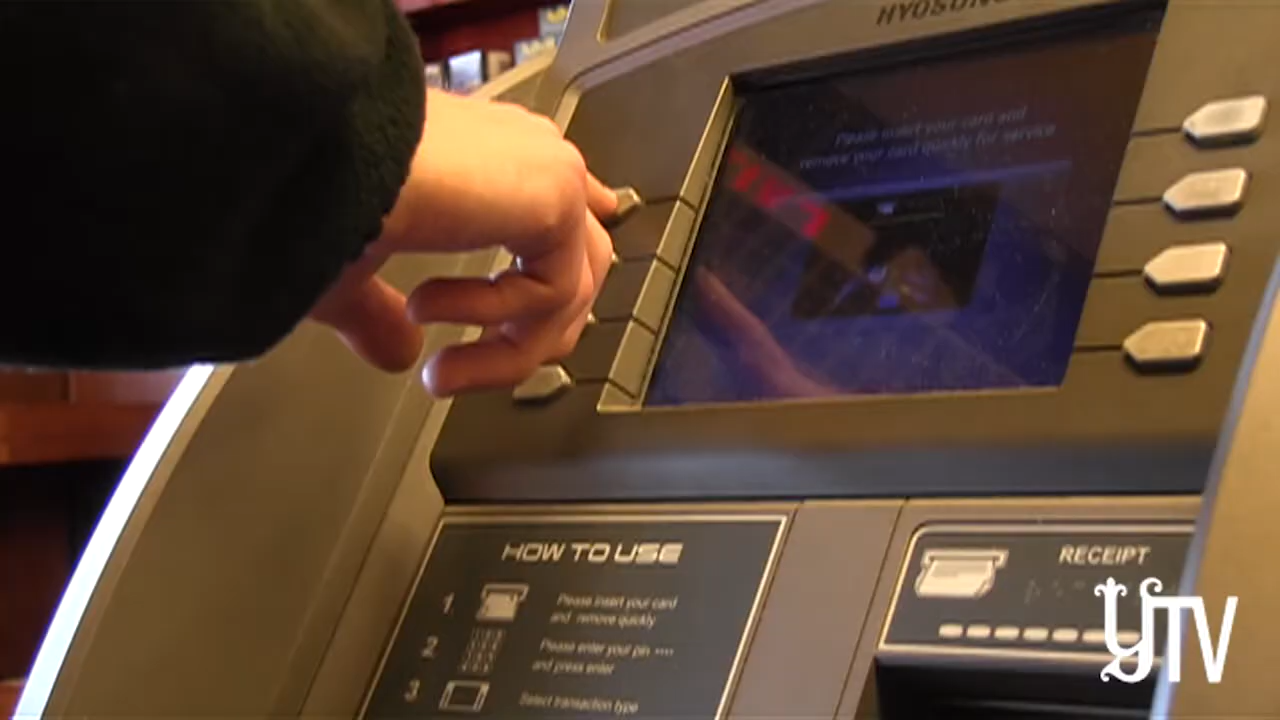 HYOSUNG
Please insert your card and
remove your card quickly for service
HOW TO USE
1
Please insert your card
and remove quickly
2
Please enter your pin ····
and press enter
3
Select transaction type
RECEIPT
YTV